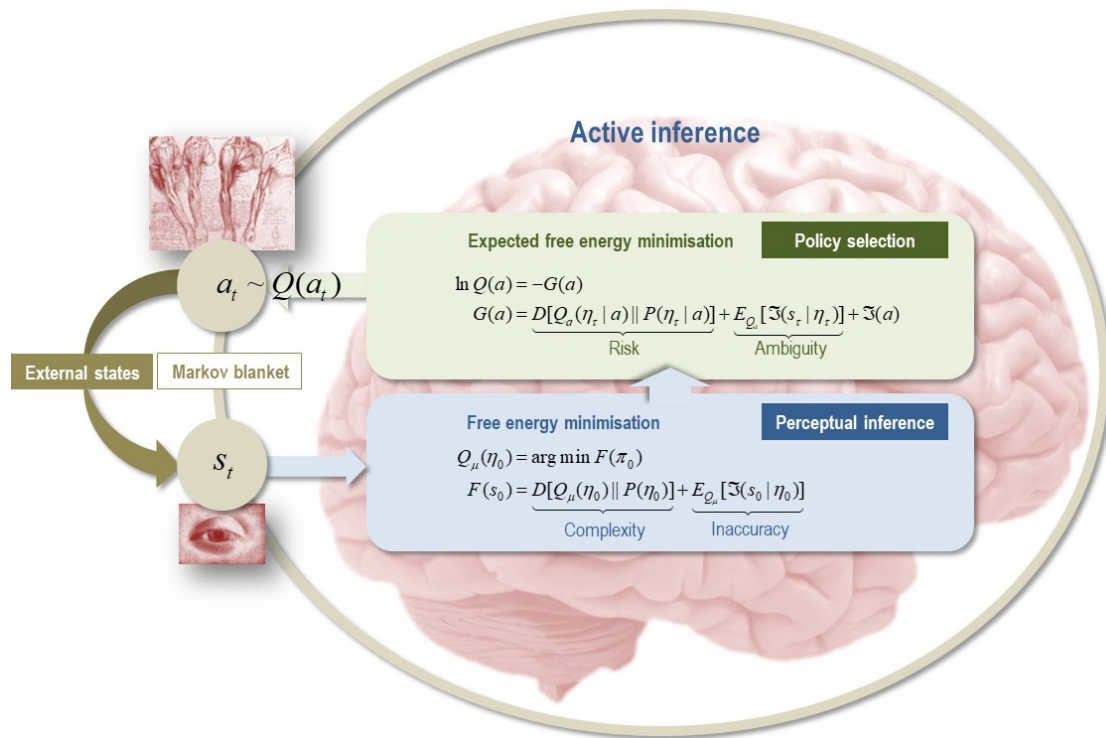 Active inference
Expected free energy minimisation
Policy selection
ln Q(a) = −G(a)
G(a) = D[Q_a(η_τ | a) || P(η_τ | a)] + E_{Q_μ}[ℑ(s_τ | η_τ)] + ℑ(a)
Risk
Ambiguity
a_t ~ Q(a_t)
External states
Markov blanket
s_t
Free energy minimisation
Perceptual inference
Q_μ(η_0) = arg min F(π_0)
F(s_0) = D[Q_μ(η_0) || P(η_0)] + E_{Q_μ}[ℑ(s_0 | η_0)]
Complexity
Inaccuracy